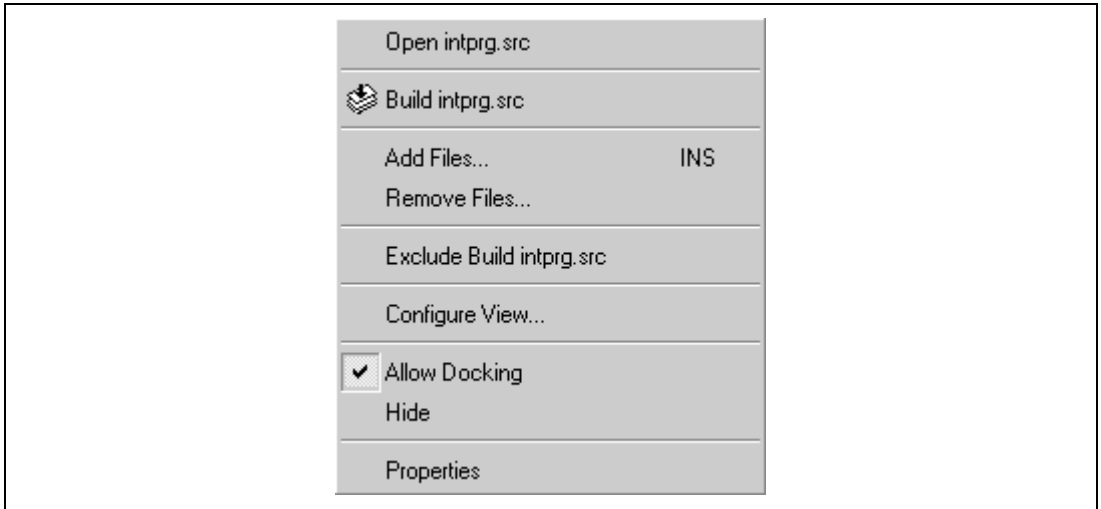 Open intprg.src
Build intprg.src
Add Files... INS
Remove Files...
Exclude Build intprg.src
Configure View...
Allow Docking
Hide
Properties